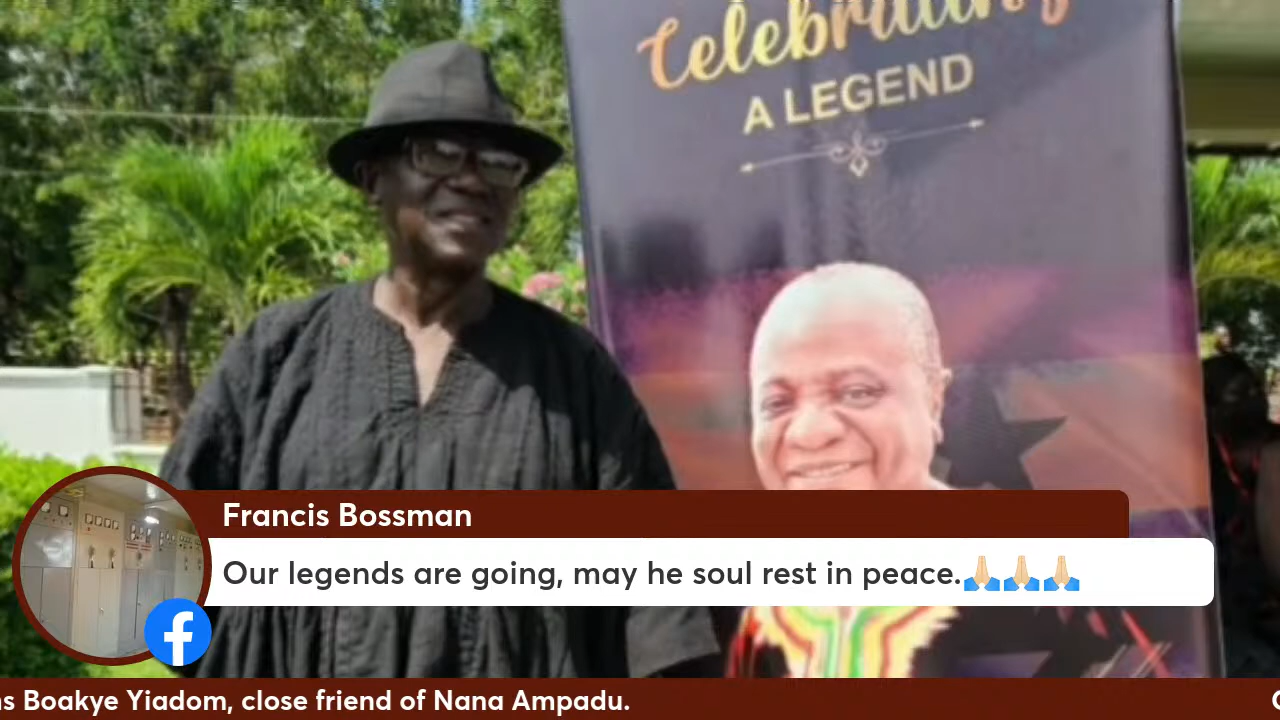 Celebrating
A LEGEND
Francis Bossman
Our legends are going, may he soul rest in peace.🙏🏼🙏🏼🙏🏼
Boakye Yiadom, close friend of Nana Ampadu.